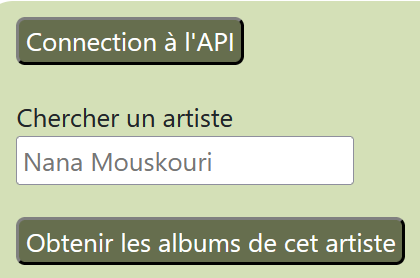 Connection à l'API
Chercher un artiste
Nana Mouskouri
Obtenir les albums de cet artiste